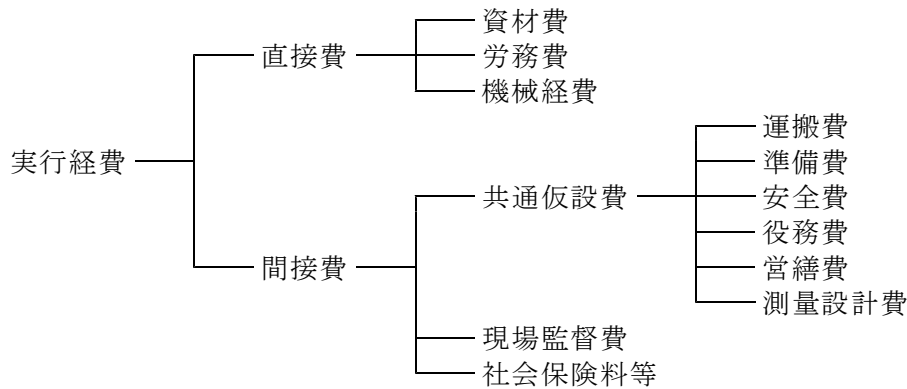 資材費
直接費
労務費
機械経費
運搬費
実行経費
準備費
共通仮設費
安全費
役務費
間接費
営繕費
測量設計費
現場監督費
社会保険料等